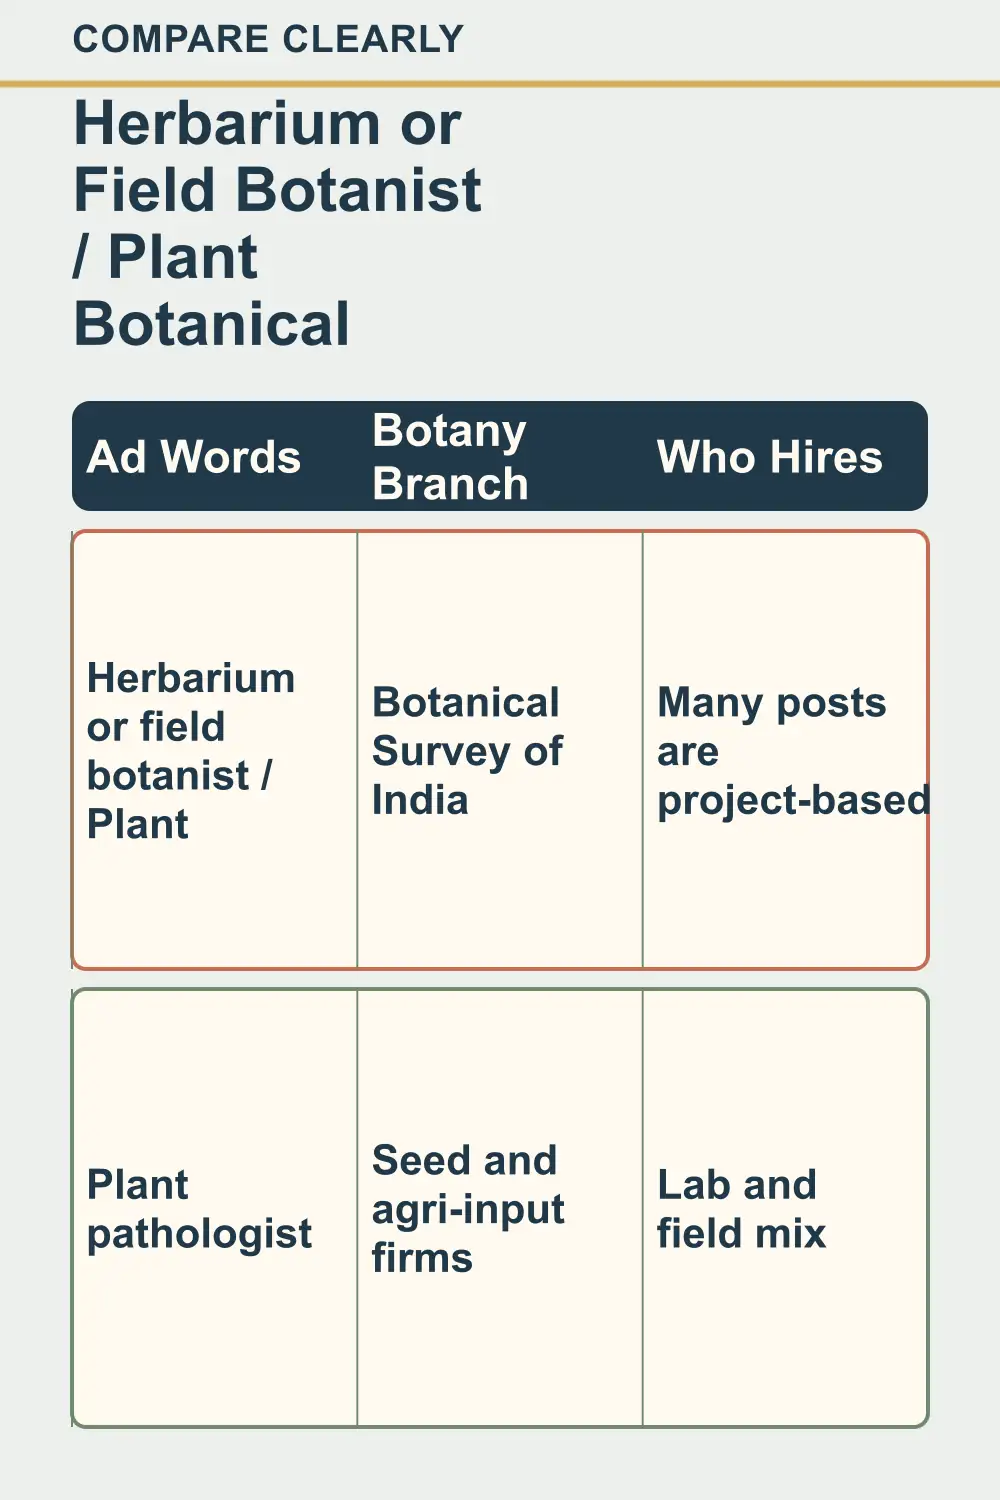 COMPARE CLEARLY
Herbarium or
Field Botanist
/ Plant
Botanical
Ad Words
Botany
Branch
Who Hires
Herbarium
or field
botanist /
Plant
Botanical
Survey of
India
Many posts
are
project-based
Plant
pathologist
Seed and
agri-input
firms
Lab and
field mix